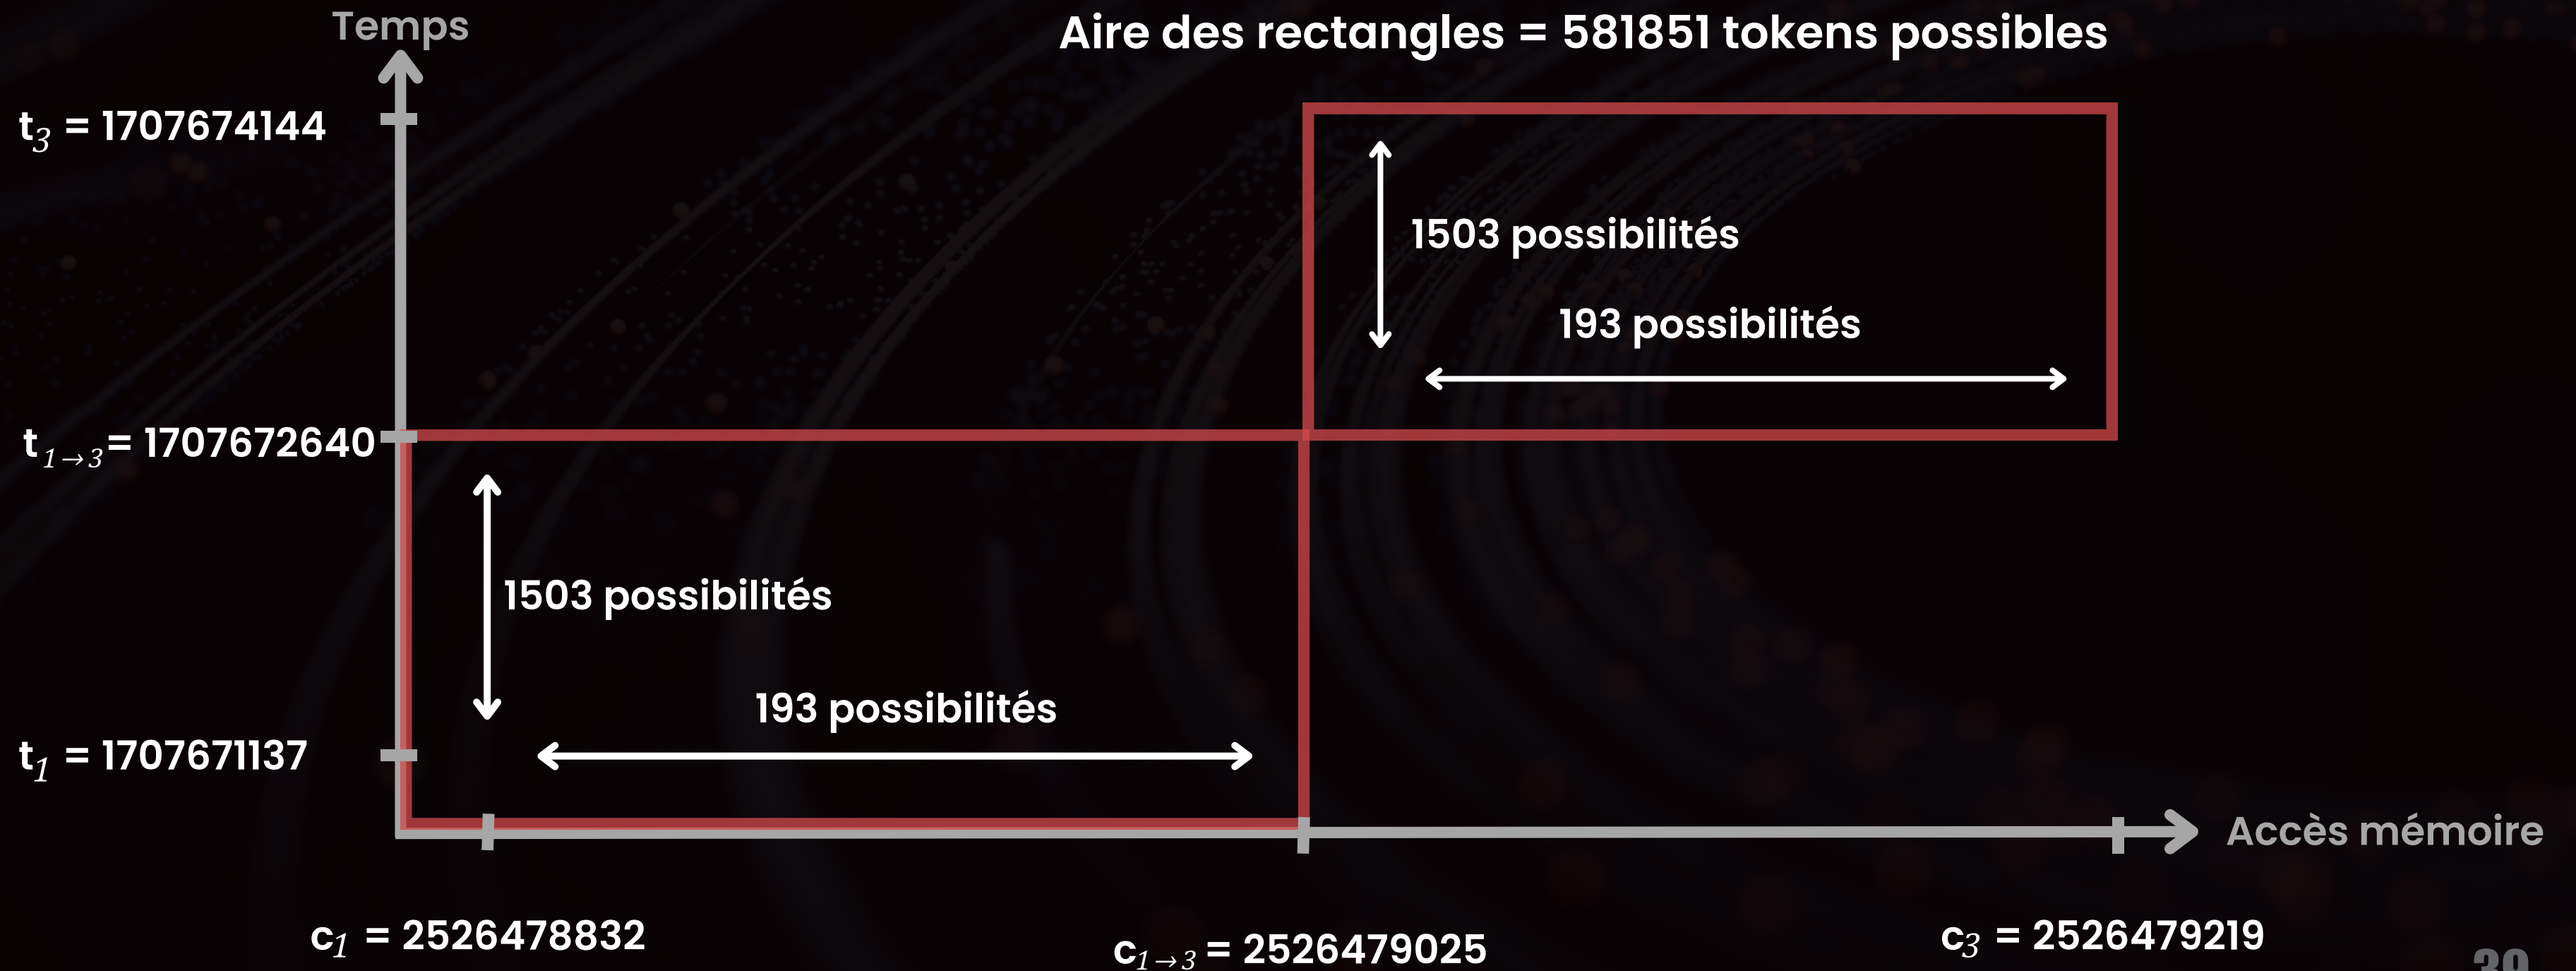 Temps
Aire des rectangles = 581851 tokens possibles
t3 = 1707674144
1503 possibilités
193 possibilités
t1→3 = 1707672640
1503 possibilités
193 possibilités
t1 = 1707671137
Accès mémoire
c1 = 2526478832
c1→3 = 2526479025
c3 = 2526479219